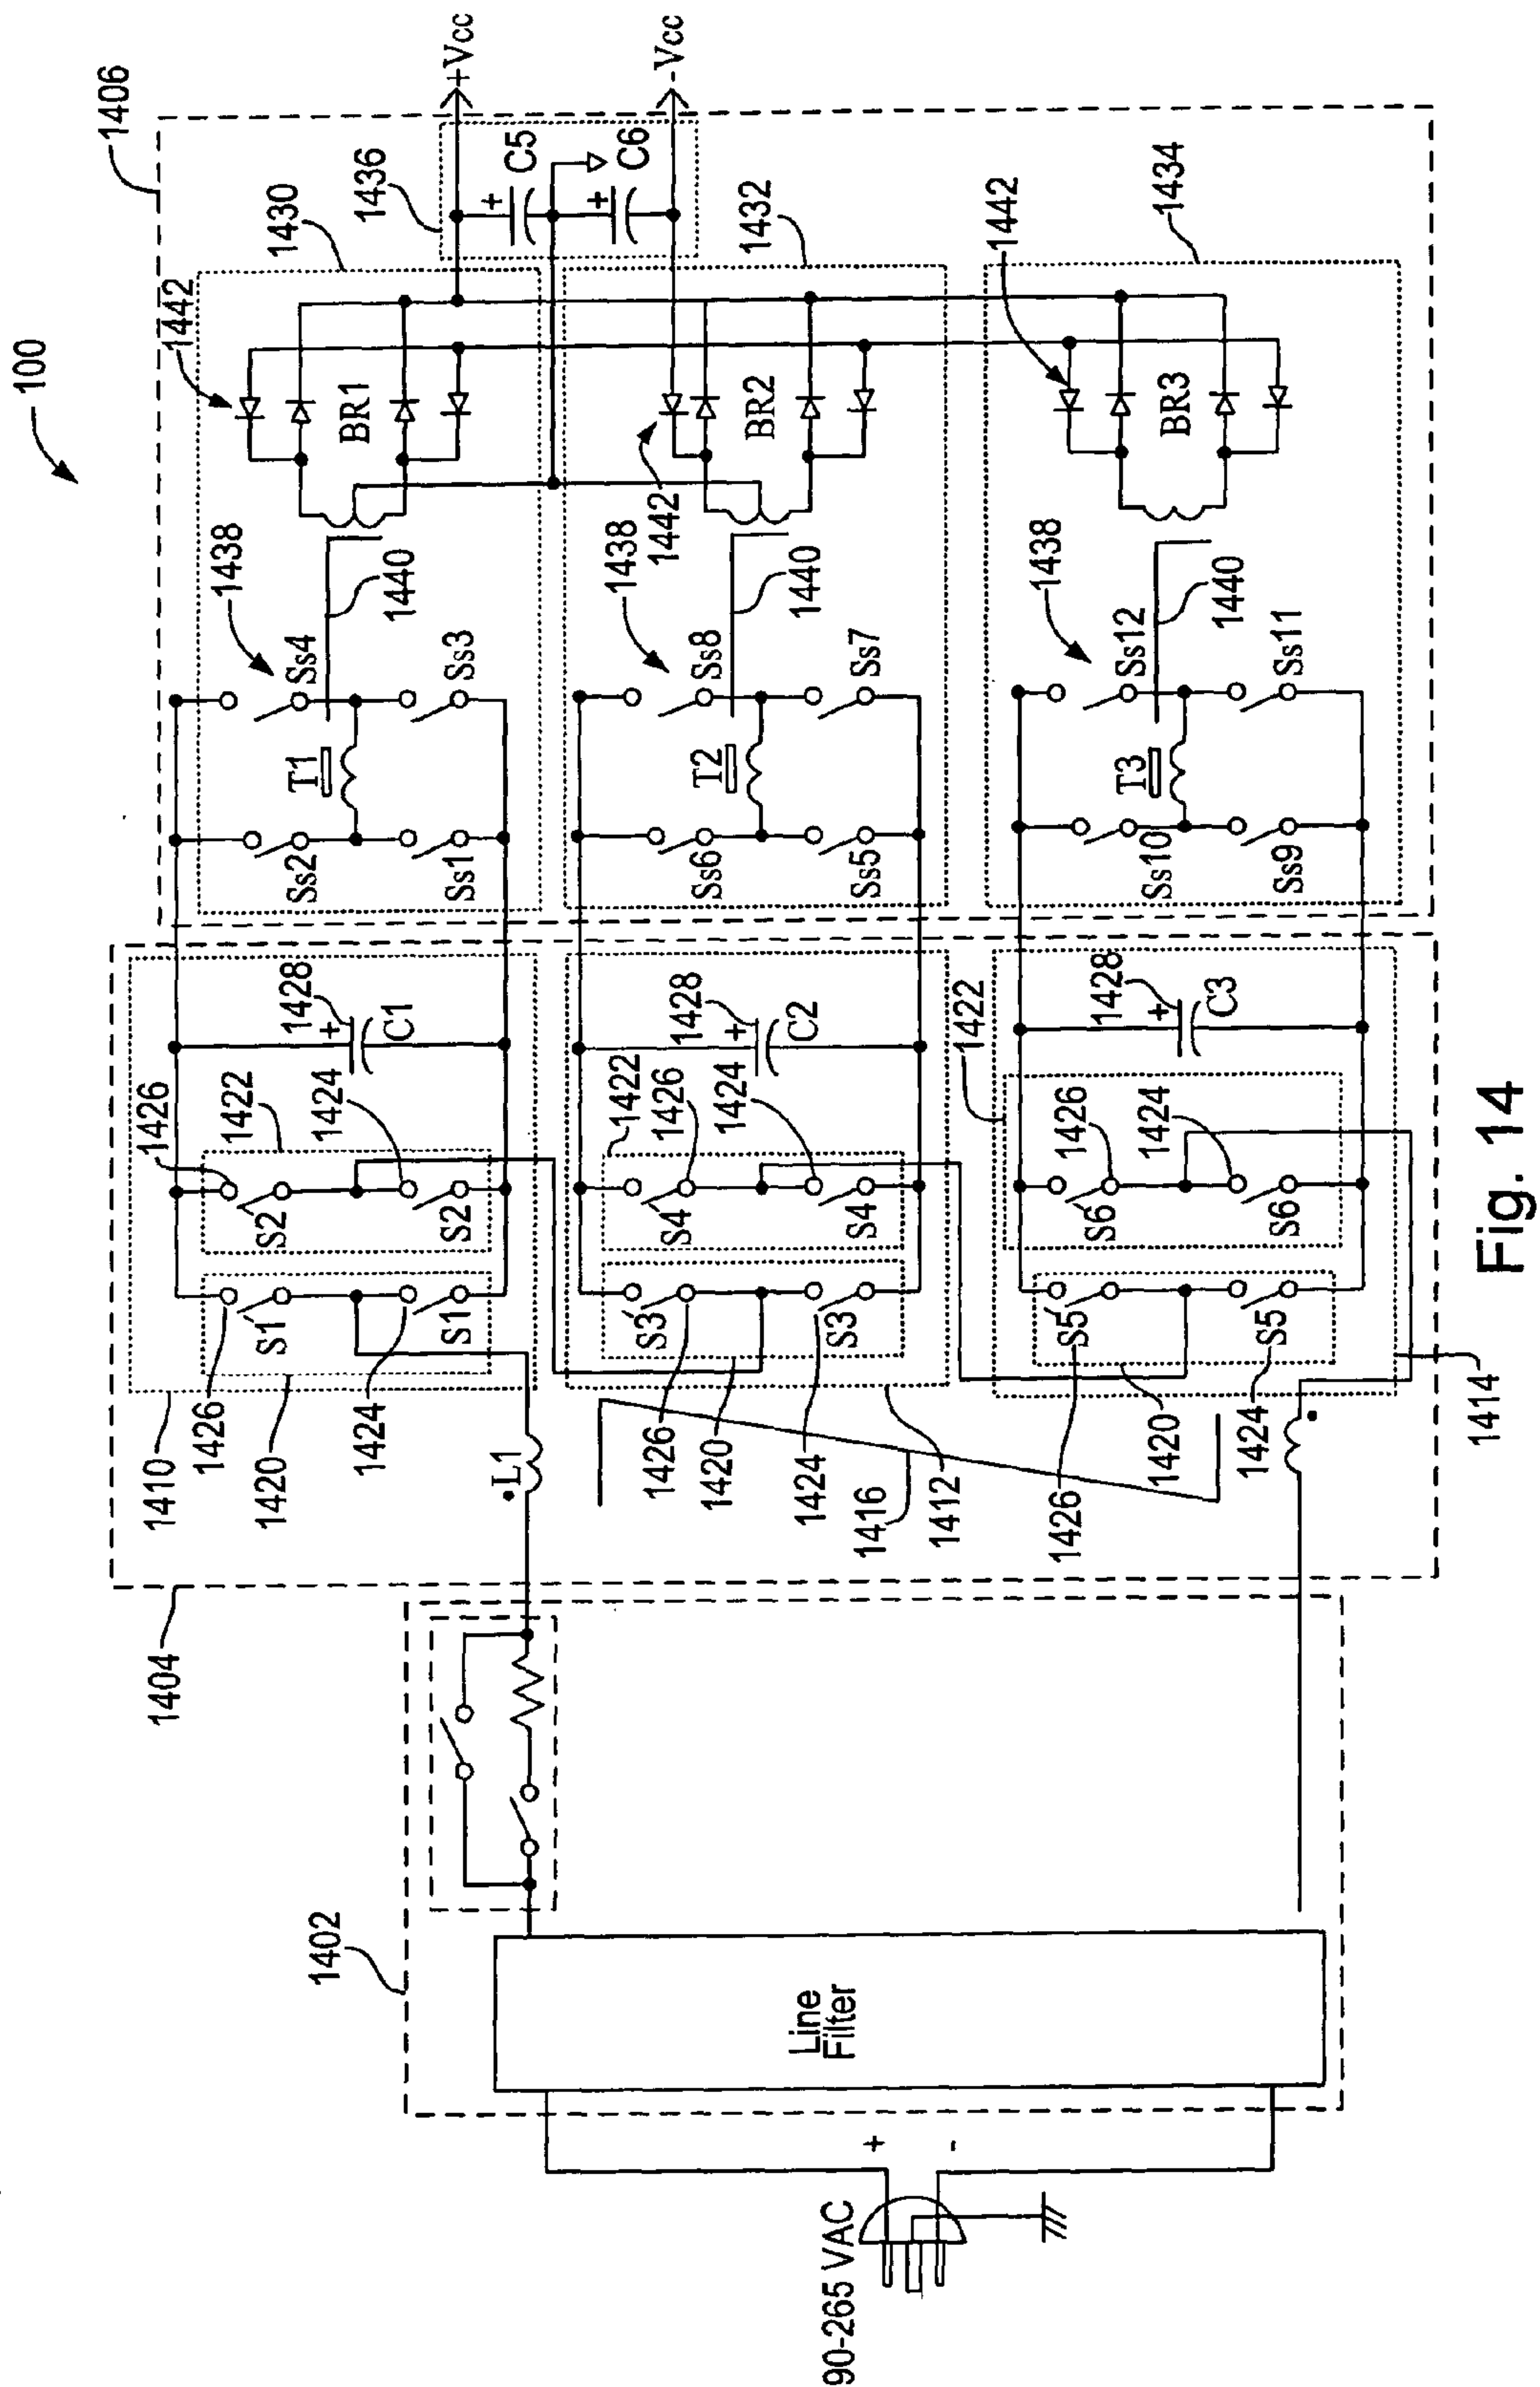 100
1406
1442
1430
1436
+Vcc
-Vcc
C5
+
C6
+
BR1
1438
Ss4
1440
Ss3
T1
Ss2
Ss1
1432
1442
BR2
1438
Ss8
1440
Ss7
T2
Ss6
Ss5
1434
1442
BR3
1438
Ss12
1440
Ss11
T3
Ss10
Ss9
1404
1410
1426
1422
1424
1428
+
C1
S2'
S2
S1'
S1
1426
1420
1424
L1
1422
1426
1424
1428
+
C2
S4'
S4
S3'
S3
1426
1420
1424
1416
1412
1422
1426
1424
1428
+
C3
S6'
S6
S5'
S5
1426
1420
1424
1414
1402
Line
Filter
+
-
90-265 VAC
Fig. 14